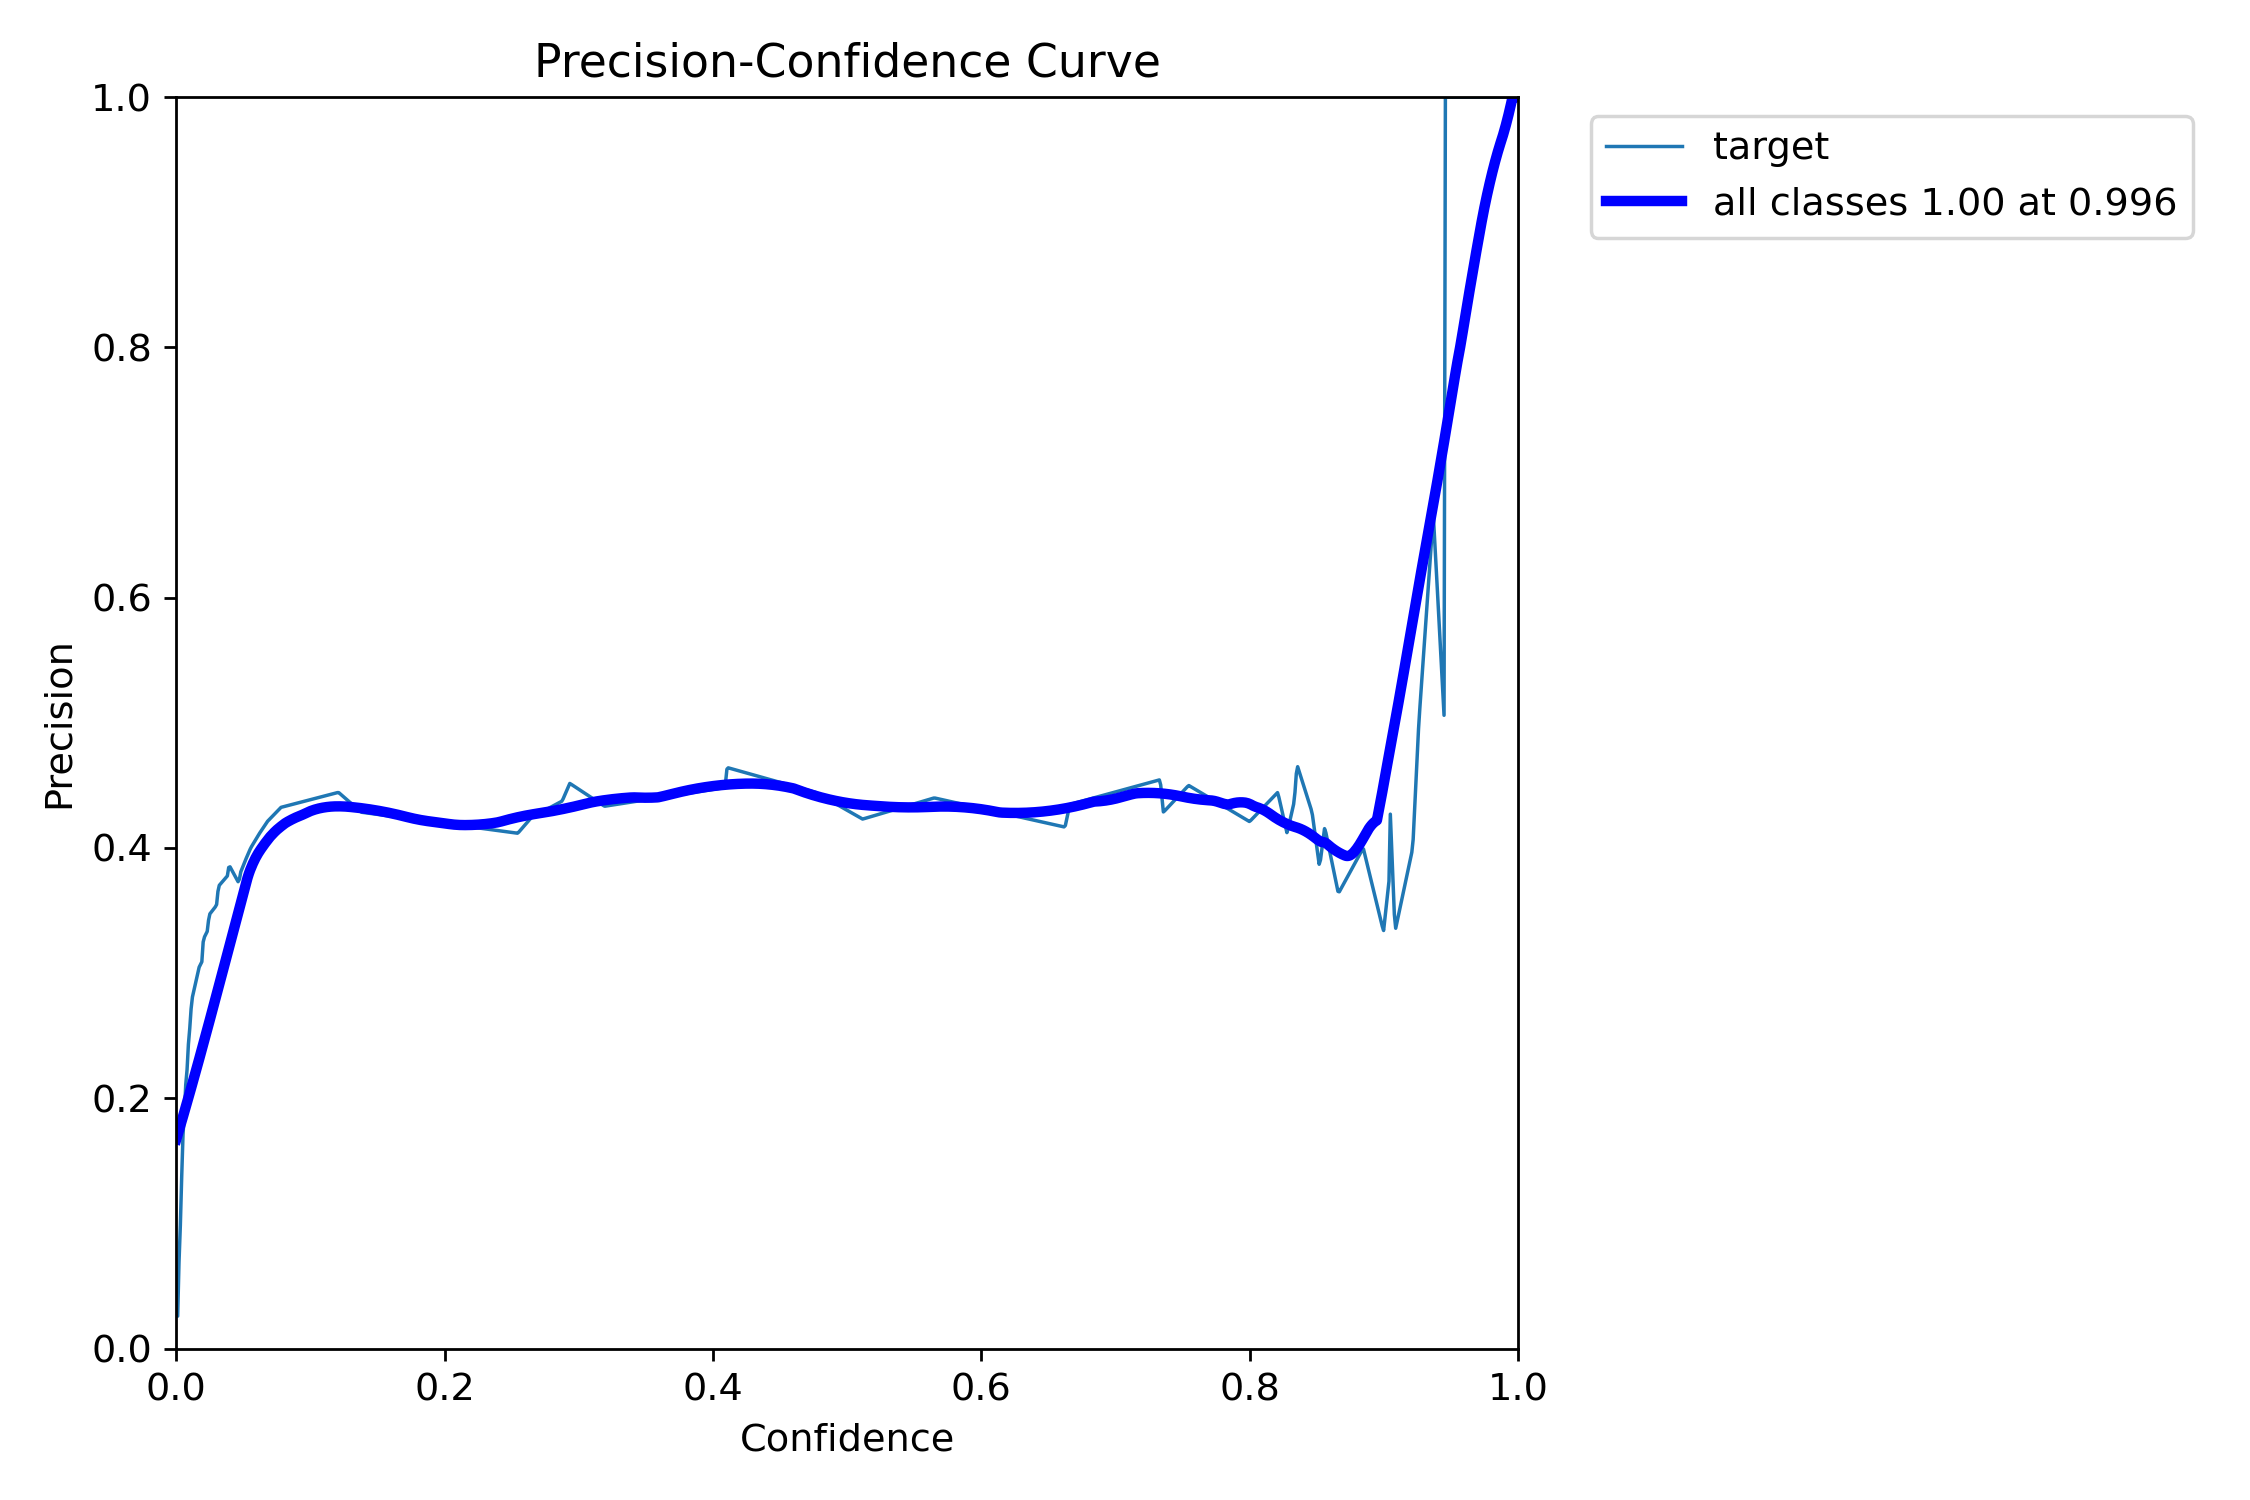 Precision-Confidence Curve
1.0
0.8
0.6
0.4
0.2
0.0
Precision
0.0 0.2 0.4 0.6 0.8 1.0
Confidence
target
all classes 1.00 at 0.996